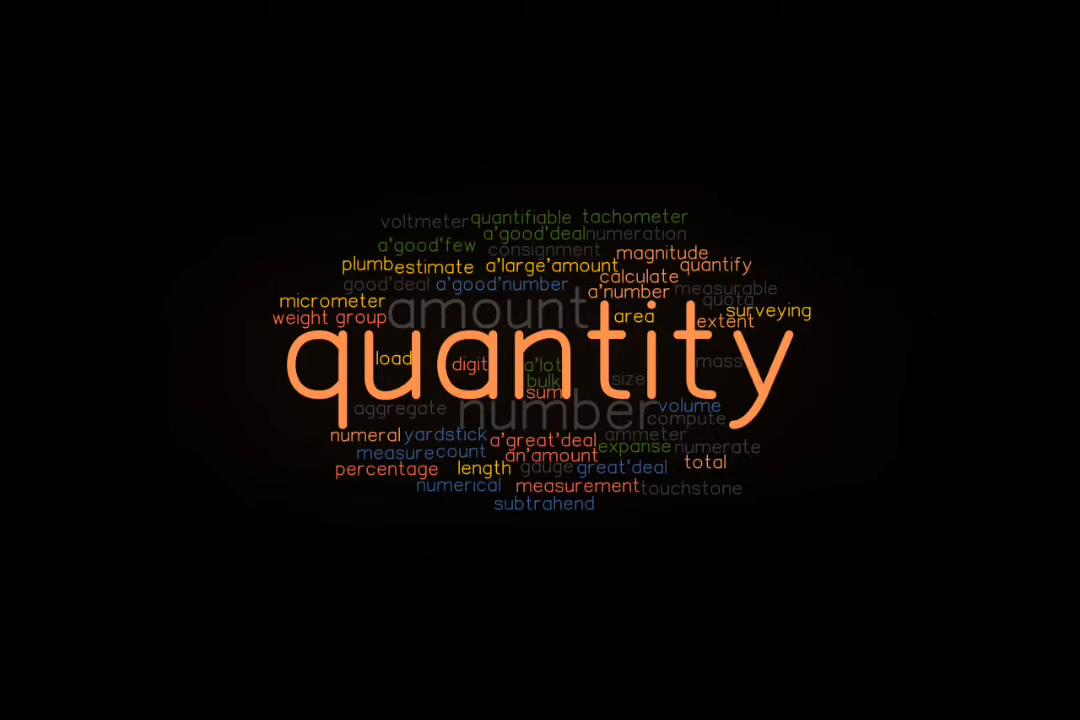 voltmeter quantifiable tachometer
a'good'deal numeration
a'good'few consignment magnitude
plumb estimate a'large'amount quantify
calculate
good'deal a'good'number a'number measurable
micrometer quota
weight group amount area extent surveying
quantity
load digit a'lot mass
bulk size
sum
aggregate number volume
compute
numeral yardstick a'great'deal ammeter
measure count an'amount expanse numerate
percentage length gauge great'deal total
numerical measurement touchstone
subtrahend